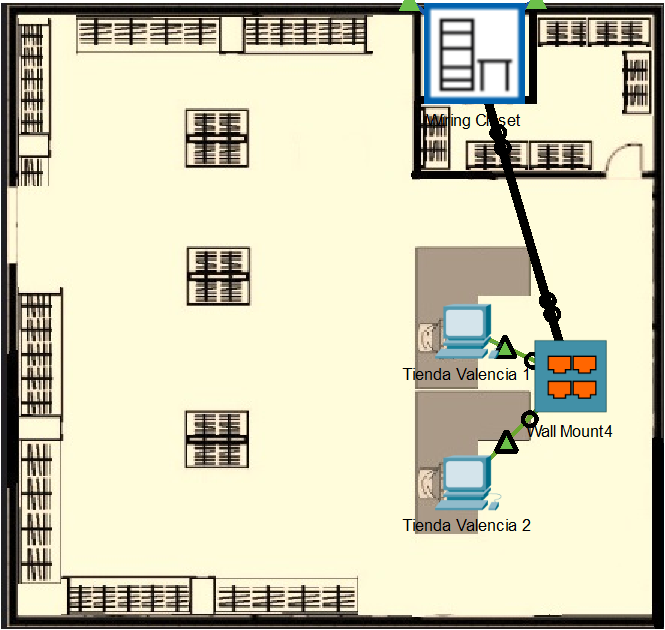 Wiring Closet
Tienda Valencia 1
Wall Mount4
Tienda Valencia 2